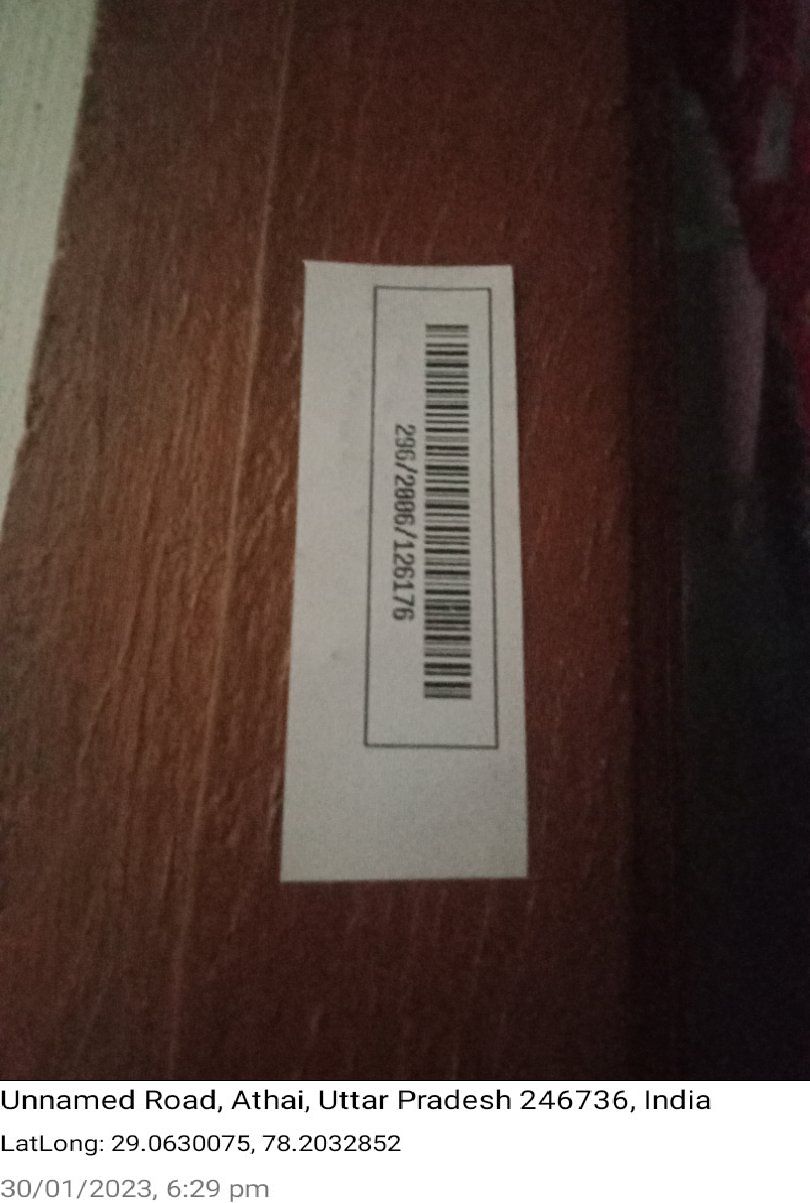 296/2006/126176
Unnamed Road, Athai, Uttar Pradesh 246736, India
LatLong: 29.0630075, 78.2032852
30/01/2023, 6:29 pm